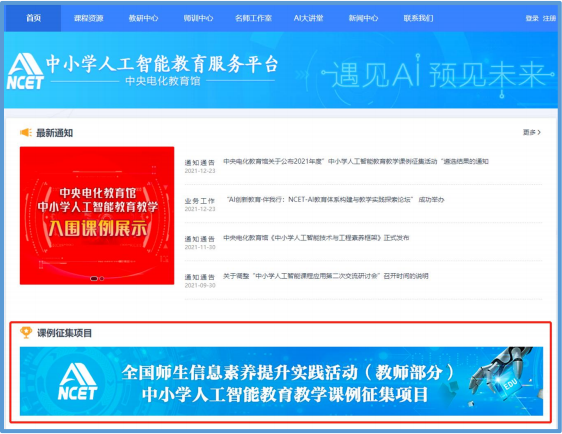 首页 课程资源 教研中心 师训中心 名师工作室 AI大讲堂 新闻中心 联系我们 登录 注册
NCET
中小学人工智能教育服务平台
中央电化教育馆
·遇见AI 预见未来·
最新通知 更多 >
中央电化教育馆
中小学人工智能教育教学
入围课例展示
通知通告 中央电化教育馆关于公布2021年度"中小学人工智能教育教学课例征集活动"遴选结果的通知
2021-12-23
业务工作 "AI创新教育·伴我行：NCET-AI教育体系构建与教学实践探索论坛" 成功举办
2021-12-23
通知通告 中央电化教育馆《中小学人工智能技术与工程素养框架》正式发布
2021-11-30
通知通告 关于调整"中小学人工智能课程应用第二次交流研讨会"召开时间的说明
2021-09-30
课例征集项目
NCET
全国师生信息素养提升实践活动（教师部分）
中小学人工智能教育教学课例征集项目
EDU